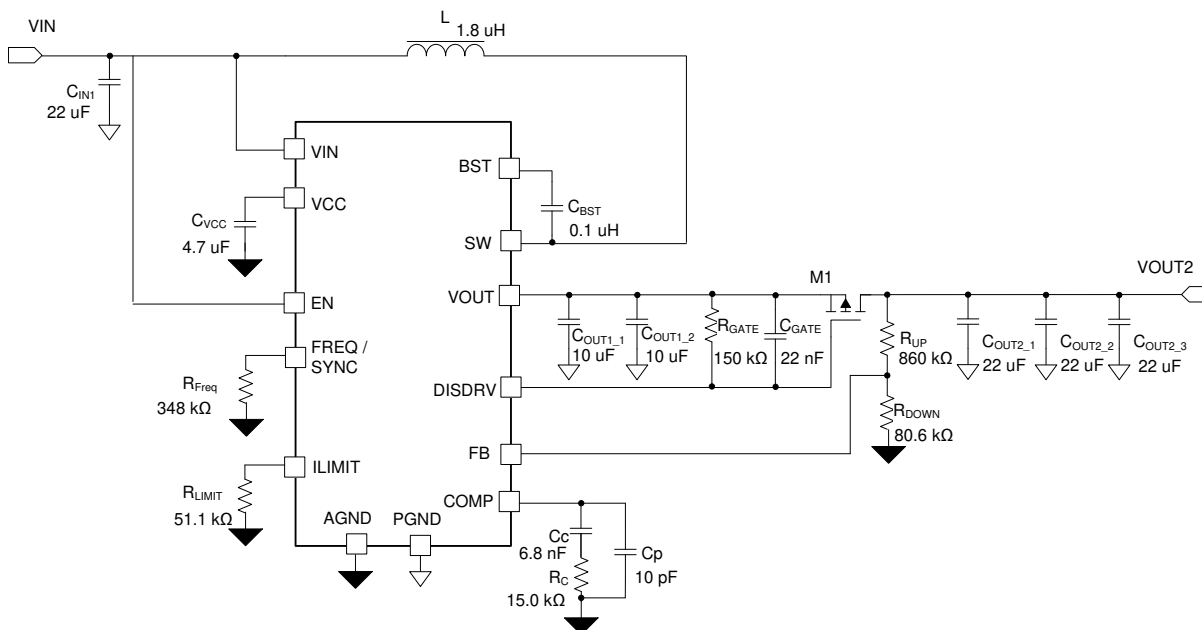 VIN
L
1.8 uH
CIN1
22 uF
VIN
BST
VCC
CVCC
4.7 uF
CBST
0.1 uH
SW
M1
VOUT2
EN
VOUT
FREQ /
SYNC
COUT1_1
10 uF
COUT1_2
10 uF
RGATE
150 kΩ
CGATE
22 nF
RUP
860 kΩ
COUT2_1
22 uF
COUT2_2
22 uF
COUT2_3
22 uF
RFreq
348 kΩ
DISDRV
RDOWN
80.6 kΩ
FB
ILIMIT
RLIMIT
51.1 kΩ
COMP
AGND
PGND
Cc
6.8 nF
Cp
10 pF
RC
15.0 kΩ